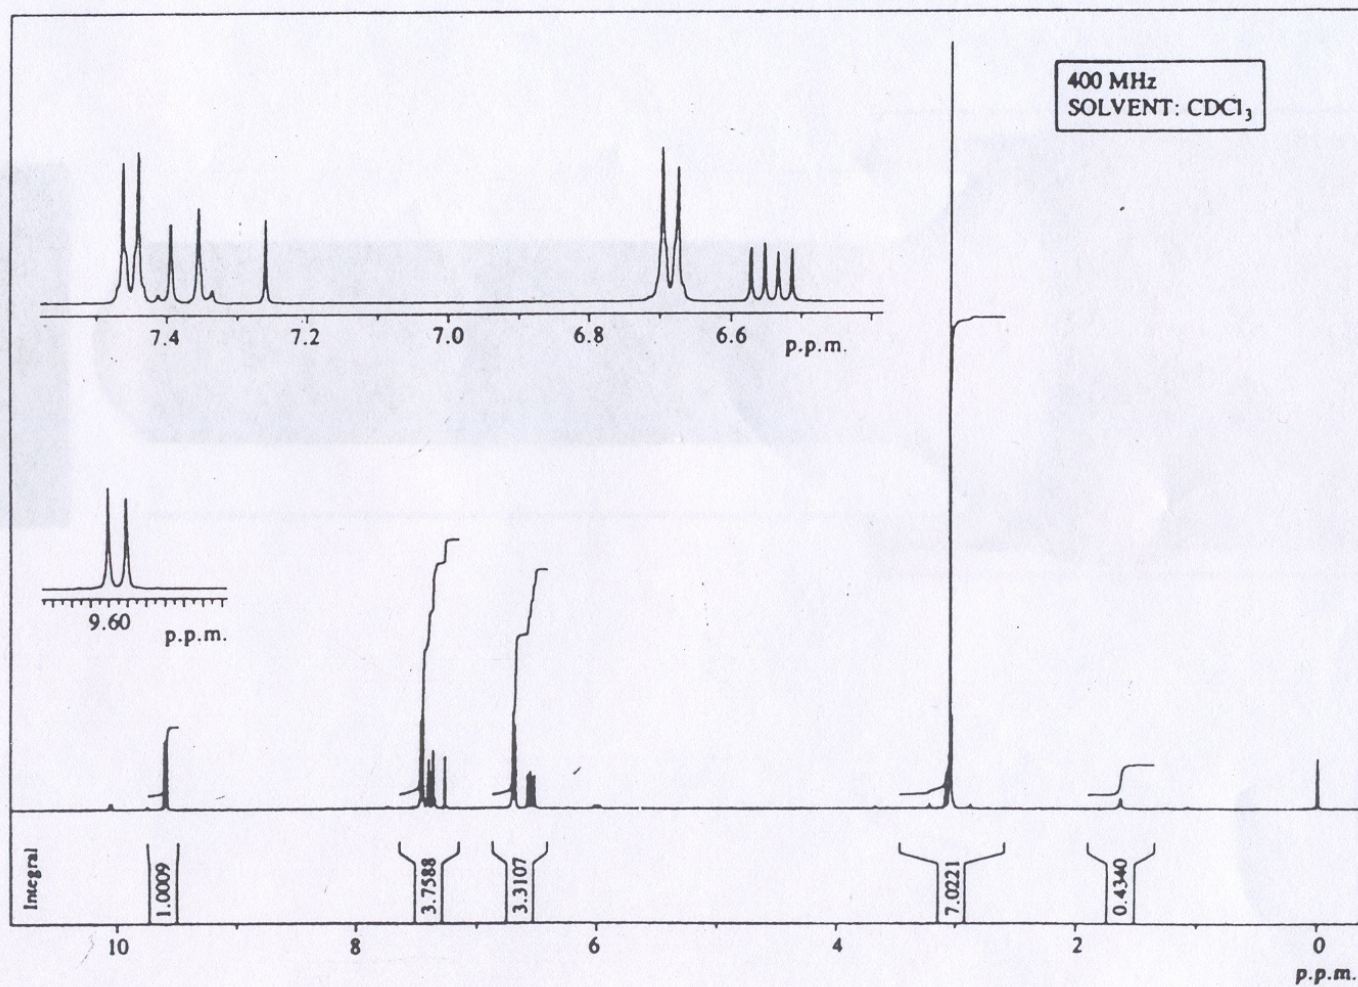 400 MHz
SOLVENT: CDCl₃
7.4 7.2 7.0 6.8 6.6 p.p.m.
9.60
p.p.m.
Integral 1.0009 3.7588 3.3107 7.0221 0.4340
10 8 6 4 2 0
p.p.m.